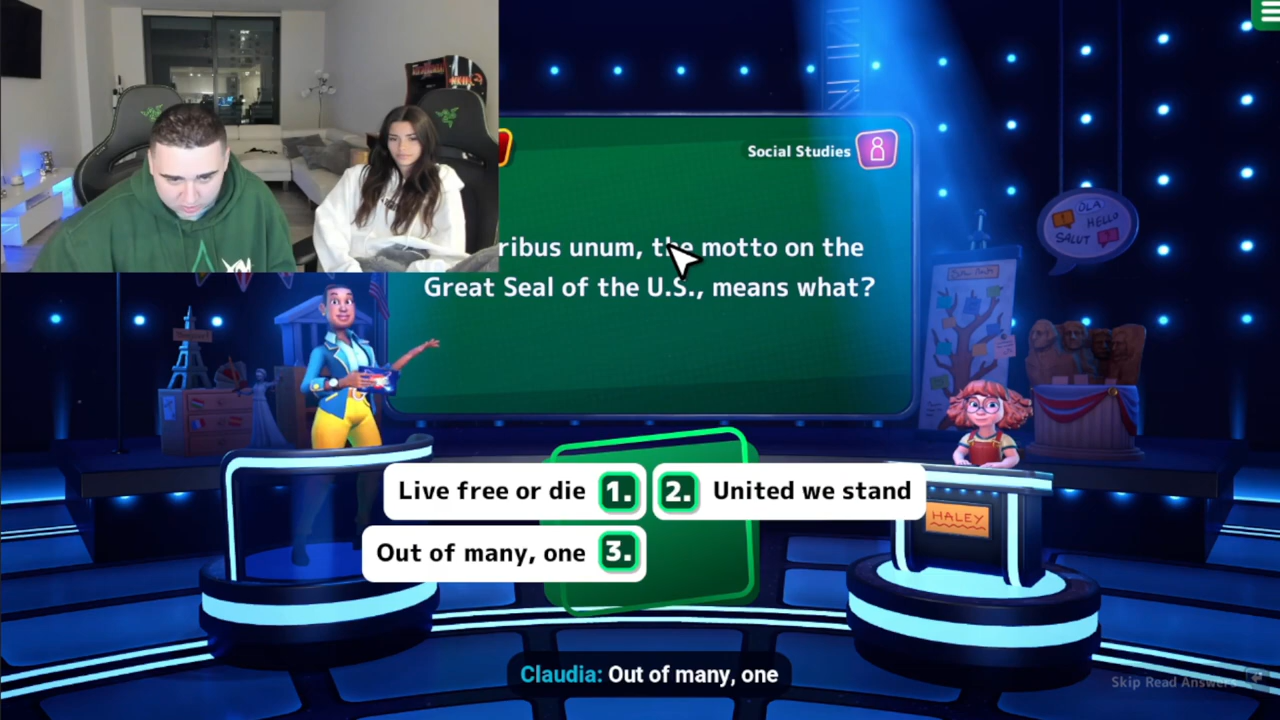 Social Studies
ribus unum, the motto on the
Great Seal of the U.S., means what?
OLA!
HELLO
SALUT
Live free or die 1.
2. United we stand
Out of many, one 3.
HALEY
Claudia: Out of many, one
Skip Read Answers